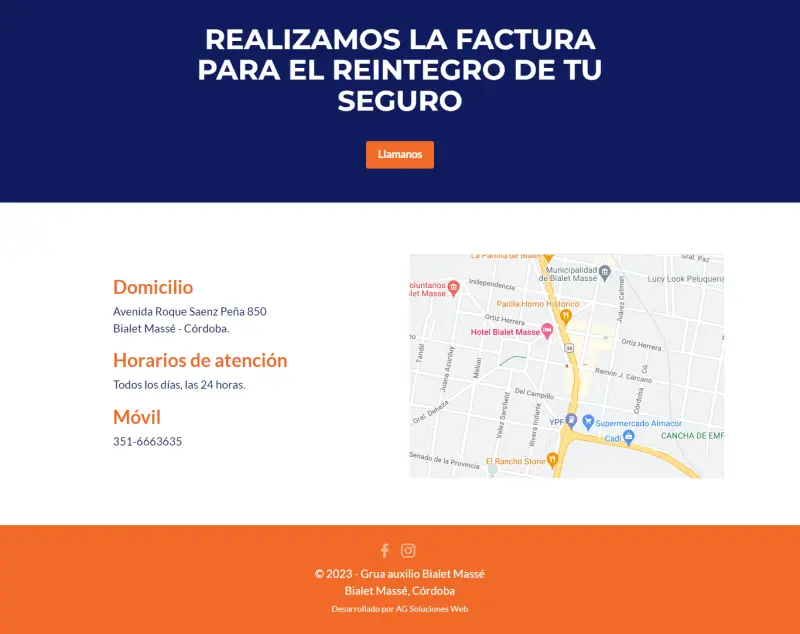 REALIZAMOS LA FACTURA
PARA EL REINTEGRO DE TU
SEGURO
Llamanos
Domicilio
Avenida Roque Saenz Peña 850
Bialet Massé - Córdoba.
Horarios de atención
Todos los días, las 24 horas.
Móvil
351-6663635
La Parrilla de Bialet
Gral. Paz
Municipalidad
de Bialet Massé
Lucy Look Peluqueria
oluntarios
alet Masse
Independencia
Juárez Celman
Parilla Horno Histórico
Ortiz Herrera
Hotel Bialet Masse
38
Ortiz Herrera
Tandil
Juana Azurduy
Melian
Ramón J. Carcano
Có.
Del Campillo
Córdoba
Gral. Deheza
Velez Sarsfield
Rivera Indarte
YPF
Supermercado Almacor
Cadi
CANCHA DE EMF
El Rancho Stone
Senado de la Provincia
© 2023 - Grua auxilio Bialet Massé
Bialet Massé, Córdoba
Desarrollado por AG Soluciones Web